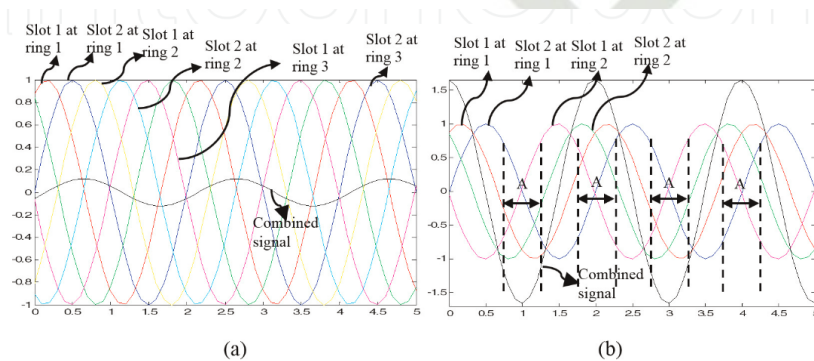 Slot 1 at ring 1
Slot 2 at ring 1
Slot 1 at ring 2
Slot 2 at ring 2
Slot 1 at ring 3
Slot 2 at ring 3
1
0.8
0.6
0.4
0.2
0
-0.2
-0.4
-0.6
-0.8
-1
Combined signal
0 0.5 1 1.5 2 2.5 3 3.5 4 4.5 5
(a)
Slot 1 at ring 1
Slot 2 at ring 1
Slot 1 at ring 2
Slot 2 at ring 2
1.5
1
0.5
0
-0.5
-1
-1.5
A A A A
Combined signal
0 0.5 1 1.5 2 2.5 3 3.5 4 4.5 5
(b)